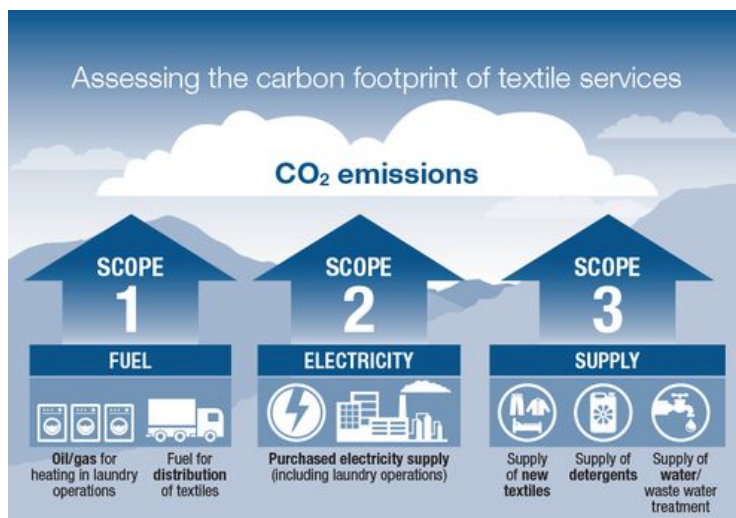 Assessing the carbon footprint of textile services
CO₂ emissions
SCOPE
1
SCOPE
2
SCOPE
3
FUEL
ELECTRICITY
SUPPLY
Oil/gas for
heating in laundry
operations
Fuel for
distribution
of textiles
Purchased electricity supply
(including laundry operations)
Supply
of new
textiles
Supply of
detergents
Supply of
water/
waste water
treatment